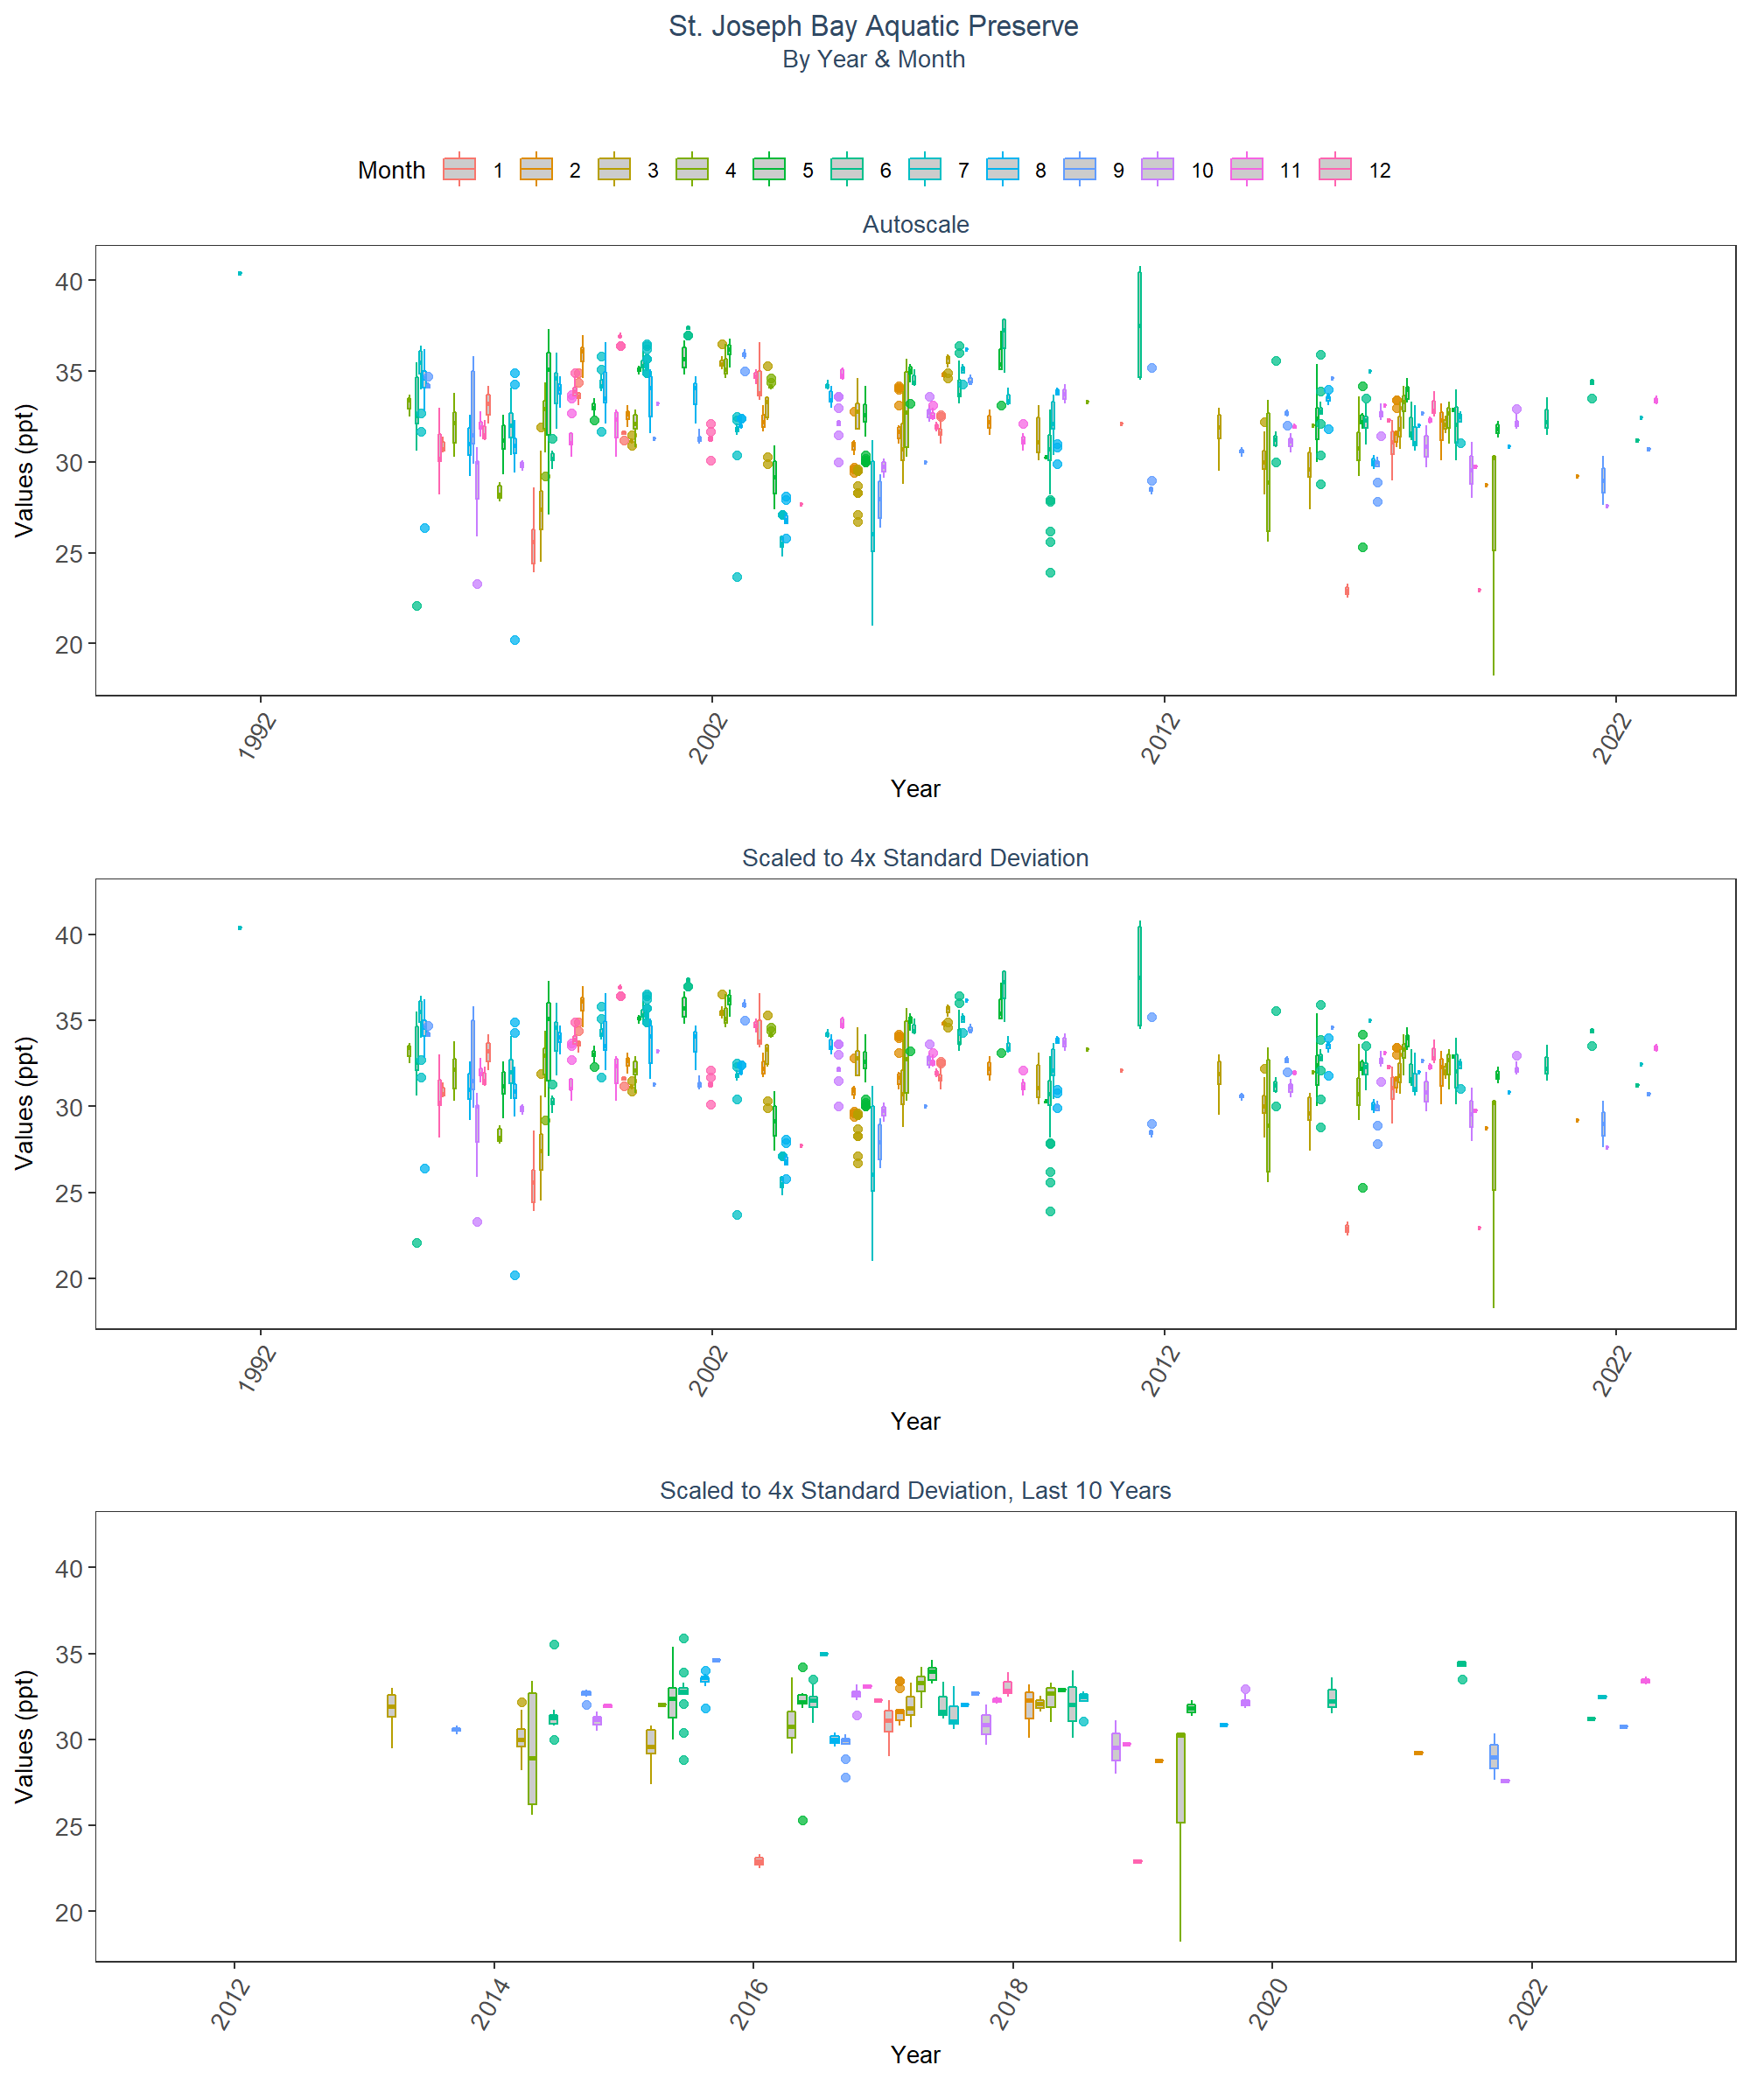 St. Joseph Bay Aquatic Preserve
By Year & Month
Month 1 2 3 4 5 6 7 8 9 10 11 12
Autoscale
Values (ppt)
40
35
30
25
20
1992 2002 2012 2022
Year
Scaled to 4x Standard Deviation
Values (ppt)
40
35
30
25
20
1992 2002 2012 2022
Year
Scaled to 4x Standard Deviation, Last 10 Years
Values (ppt)
40
35
30
25
20
2012 2014 2016 2018 2020 2022
Year